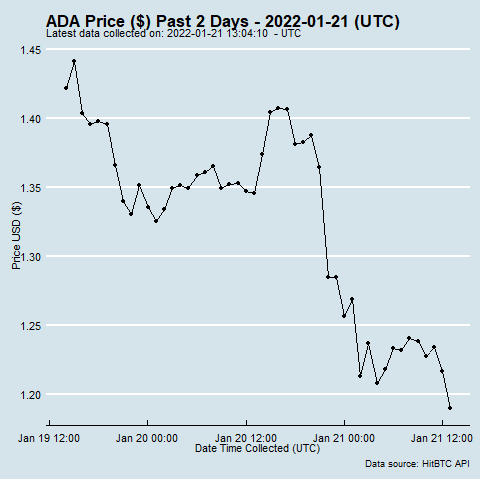 ADA Price ($) Past 2 Days - 2022-01-21 (UTC)
Latest data collected on: 2022-01-21 13:04:10  - UTC
1.45
1.40
1.35
1.30
1.25
1.20
Price USD ($)
Jan 19 12:00
Jan 20 00:00
Jan 20 12:00
Jan 21 00:00
Jan 21 12:00
Date Time Collected (UTC)
Data source: HitBTC API